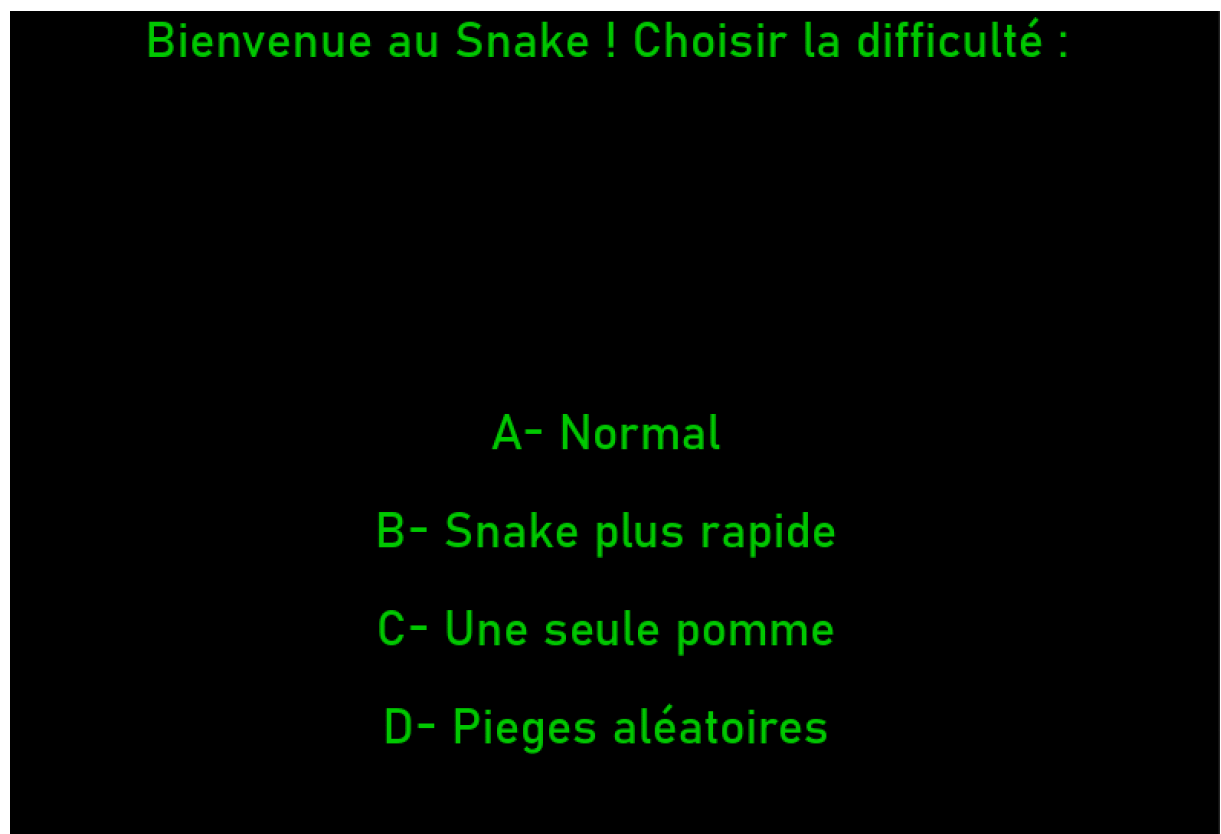 Bienvenue au Snake ! Choisir la difficulté :
A- Normal
B- Snake plus rapide
C- Une seule pomme
D- Pieges aléatoires